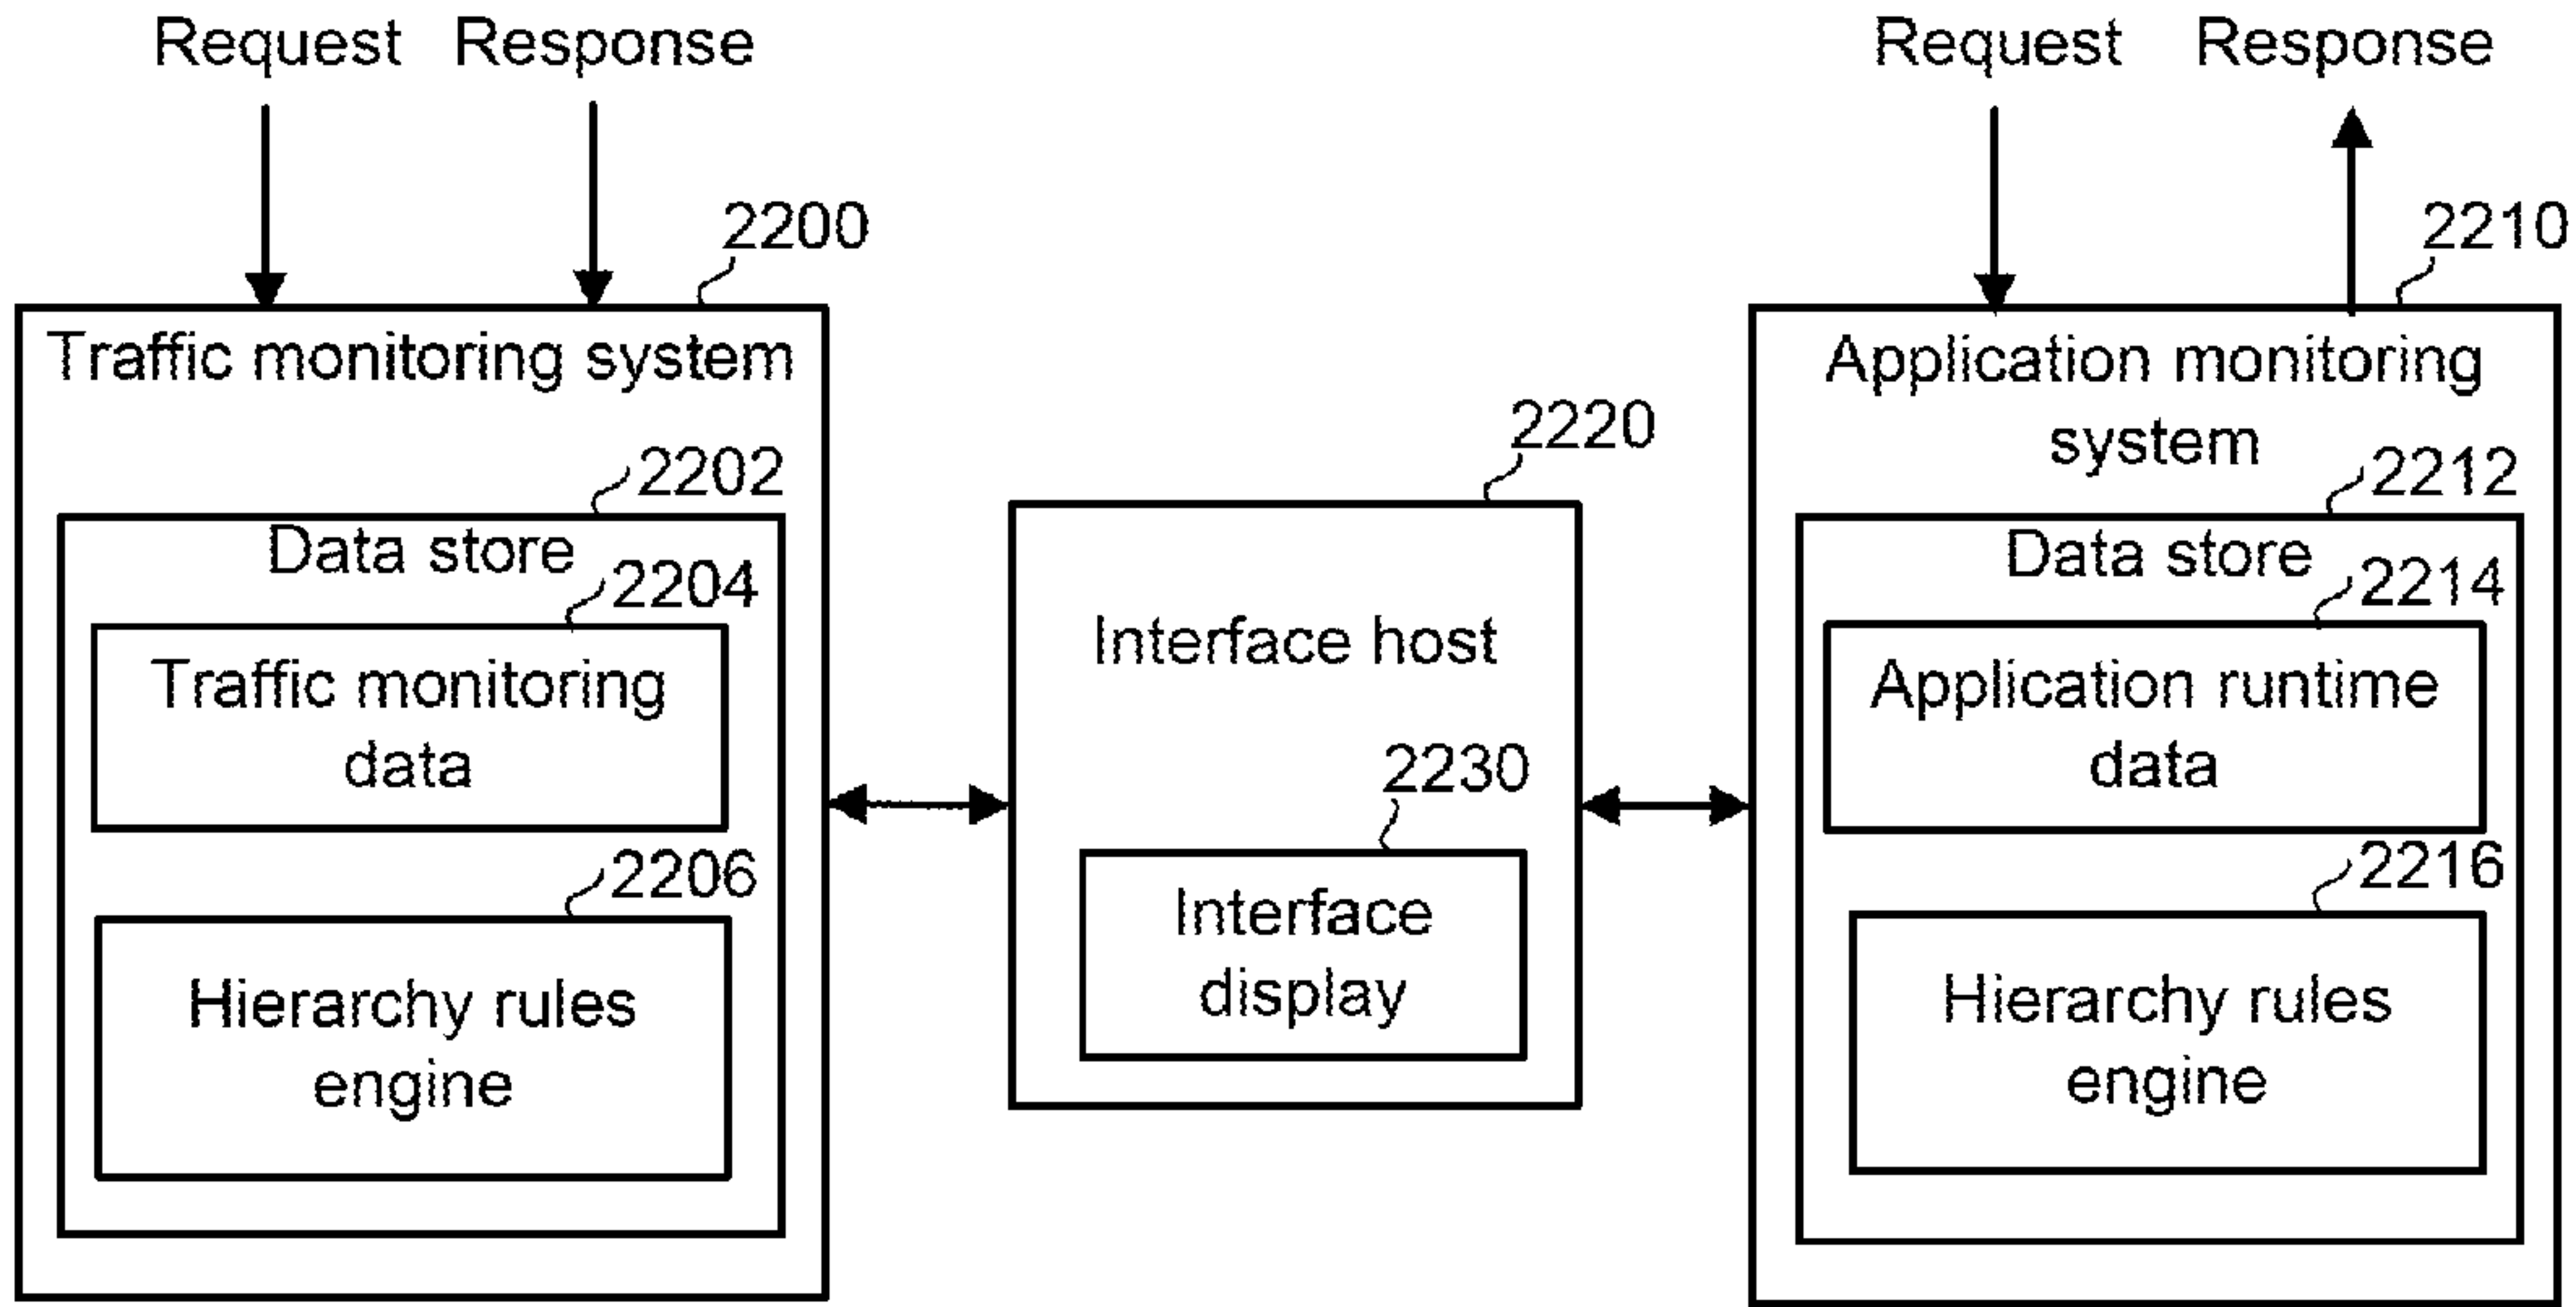 Request Response
2200
Traffic monitoring system
2202
Data store
2204
Traffic monitoring
data
2206
Hierarchy rules
engine
2220
Interface host
2230
Interface
display
Request Response
2210
Application monitoring
system
2212
Data store
2214
Application runtime
data
2216
Hierarchy rules
engine